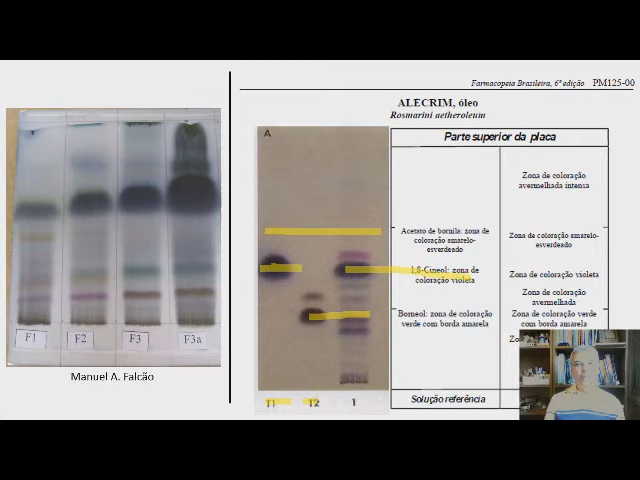 Farmacopeia Brasileira, 6ª edição PM125-00
ALECRIM, óleo
Rosmarini aetheroleum
A
Parte superior da placa
Zona de coloração
avermelhada intensa
Acetato de bornila: zona de
coloração amarelo-
esverdeado
Zona de coloração amarelo-
esverdeado
1,8-Cineol: zona de
coloração violeta
Zona de coloração violeta
Zona de coloração
avermelhada
Borneol: zona de coloração
verde com borda amarela
Zona de coloração verde
com borda amarela
Solução referência
T1 T2 1
F1 F2 F3 F3a
Manuel A. Falcão